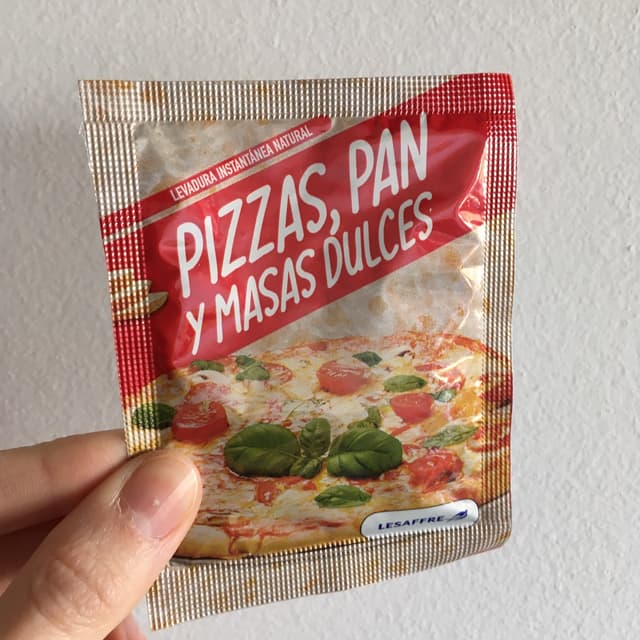 LEVADURA INSTANTÁNEA NATURAL
PIZZAS, PAN
Y MASAS DULCES
LESAFFRE